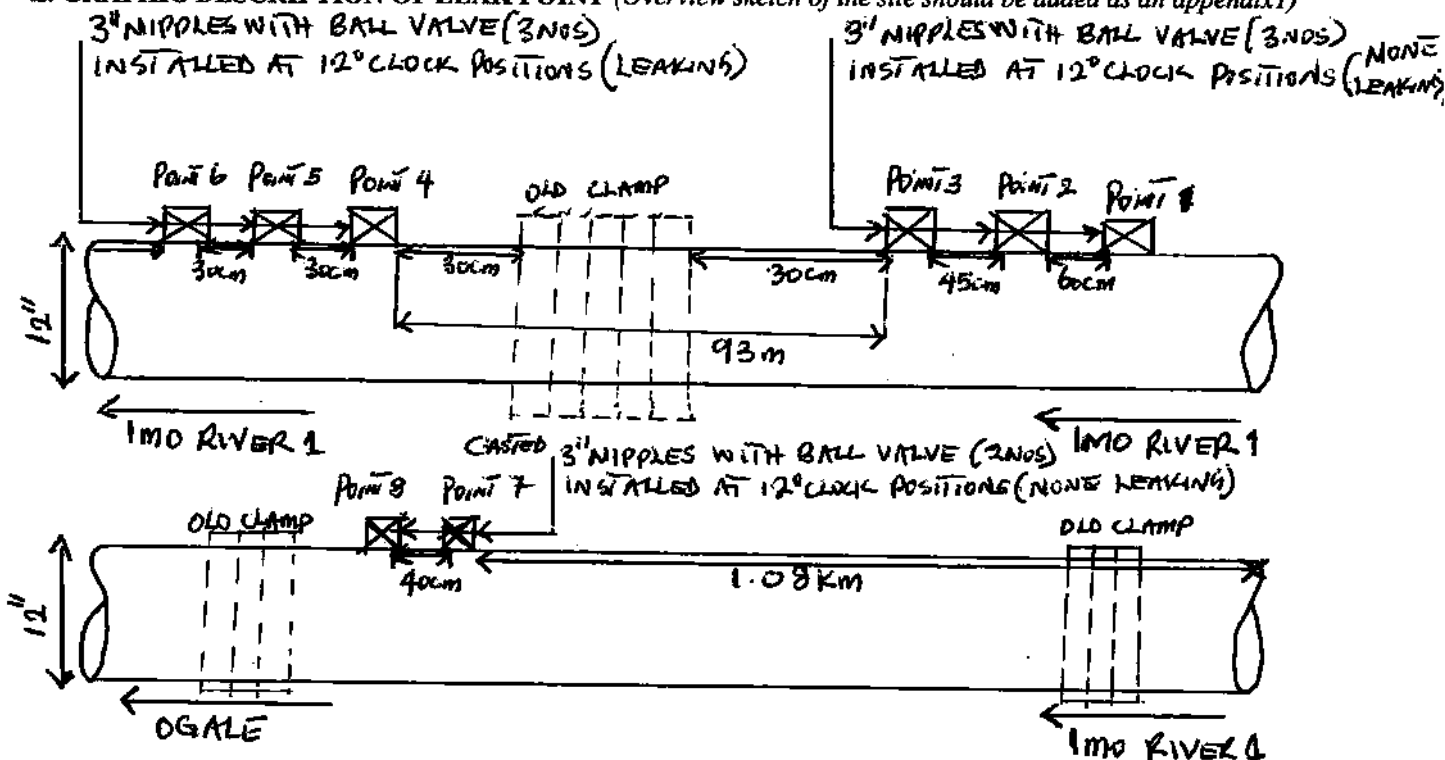 3" NIPPLES WITH BALL VALVE (3NOS)
INSTALLED AT 12°CLOCK POSITIONS (LEAKING)
3" NIPPLES WITH BALL VALVE (3NOS)
INSTALLED AT 12°CLOCK POSITIONS (NONE
LEAKING)
POINT 6 POINT 5 POINT 4
OLD CLAMP
POINT 3 POINT 2 POINT 1
30cm 30cm 30cm 30cm 45cm 60cm
12"
93m
IMO RIVER 1
IMO RIVER 1
CASTED 3" NIPPLES WITH BALL VALVE (2NOS)
INSTALLED AT 12°CLOCK POSITIONS (NONE LEAKING)
POINT 8 POINT 7
OLD CLAMP
OLD CLAMP
40cm
1.08Km
12"
OGALE
IMO RIVER 1